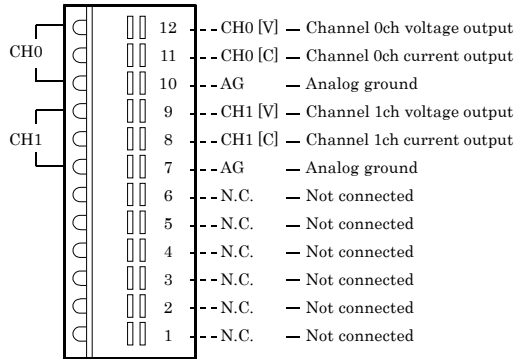 12 CH0 [V] — Channel 0ch voltage output
CH0 11 CH0 [C] — Channel 0ch current output
10 AG — Analog ground
9 CH1 [V] — Channel 1ch voltage output
CH1 8 CH1 [C] — Channel 1ch current output
7 AG — Analog ground
6 N.C. — Not connected
5 N.C. — Not connected
4 N.C. — Not connected
3 N.C. — Not connected
2 N.C. — Not connected
1 N.C. — Not connected